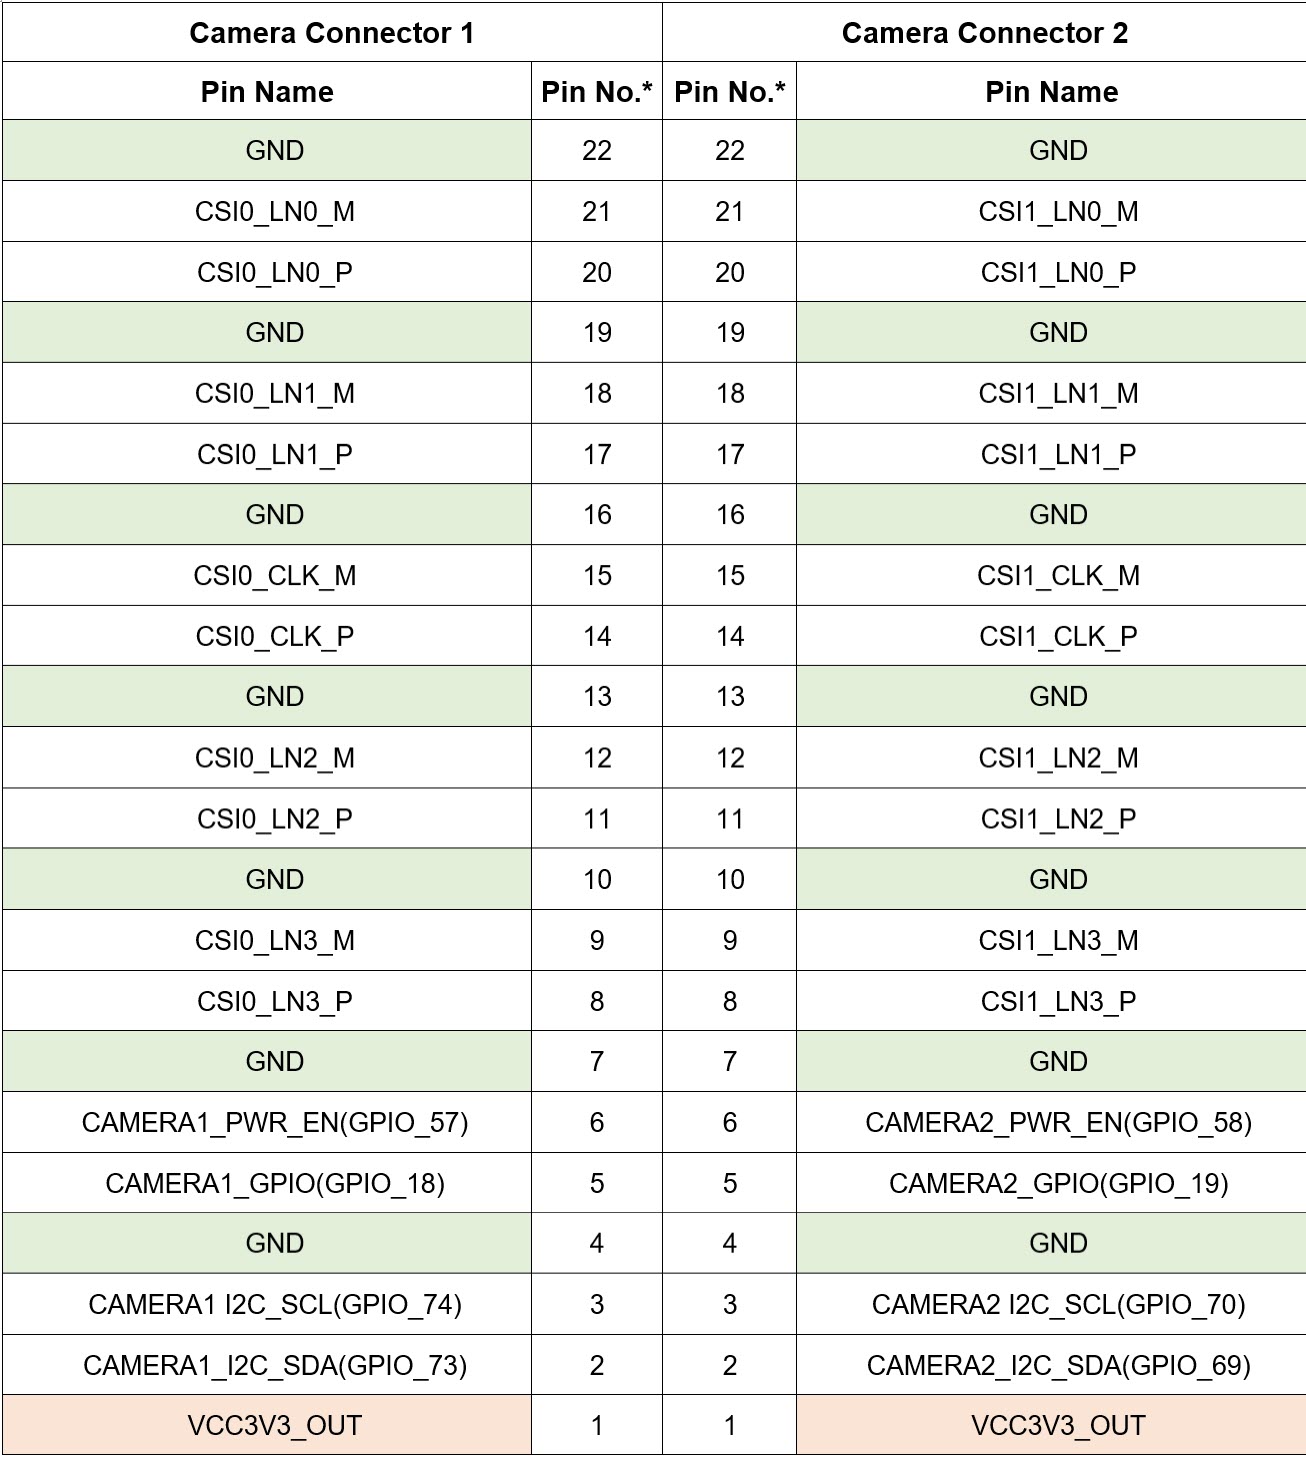 Camera Connector 1 Camera Connector 2
Pin Name Pin No.* Pin No.* Pin Name
GND 22 22 GND
CSI0_LN0_M 21 21 CSI1_LN0_M
CSI0_LN0_P 20 20 CSI1_LN0_P
GND 19 19 GND
CSI0_LN1_M 18 18 CSI1_LN1_M
CSI0_LN1_P 17 17 CSI1_LN1_P
GND 16 16 GND
CSI0_CLK_M 15 15 CSI1_CLK_M
CSI0_CLK_P 14 14 CSI1_CLK_P
GND 13 13 GND
CSI0_LN2_M 12 12 CSI1_LN2_M
CSI0_LN2_P 11 11 CSI1_LN2_P
GND 10 10 GND
CSI0_LN3_M 9 9 CSI1_LN3_M
CSI0_LN3_P 8 8 CSI1_LN3_P
GND 7 7 GND
CAMERA1_PWR_EN(GPIO_57) 6 6 CAMERA2_PWR_EN(GPIO_58)
CAMERA1_GPIO(GPIO_18) 5 5 CAMERA2_GPIO(GPIO_19)
GND 4 4 GND
CAMERA1 I2C_SCL(GPIO_74) 3 3 CAMERA2 I2C_SCL(GPIO_70)
CAMERA1_I2C_SDA(GPIO_73) 2 2 CAMERA2_I2C_SDA(GPIO_69)
VCC3V3_OUT 1 1 VCC3V3_OUT